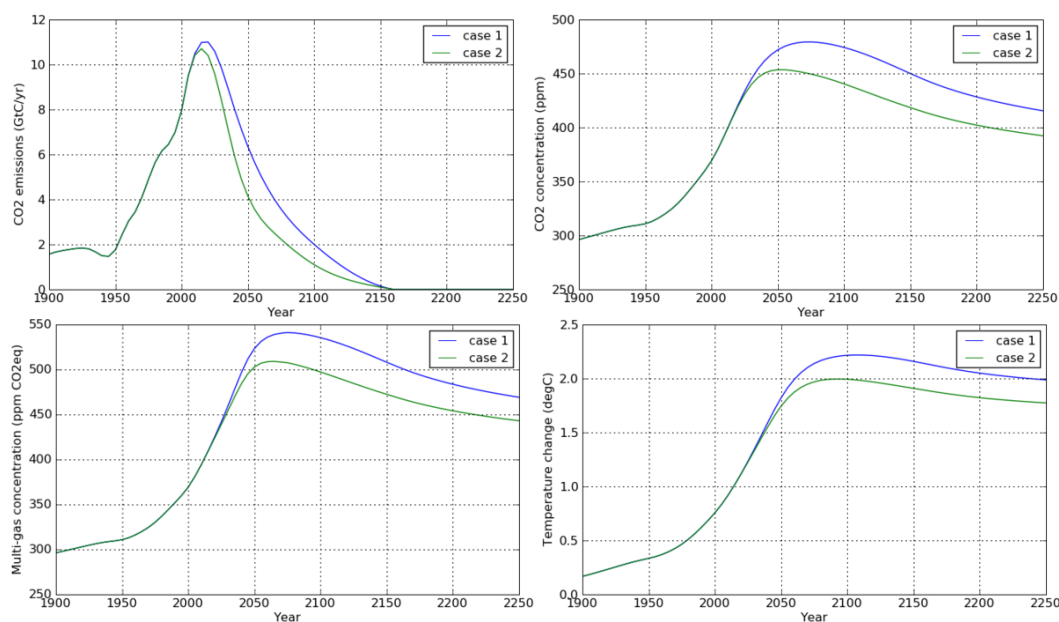 12
10
8
6
4
2
0
CO2 emissions (GtC/yr)
case 1
case 2
1900 1950 2000 2050 2100 2150 2200 2250
Year
500
450
400
350
300
250
CO2 concentration (ppm)
case 1
case 2
1900 1950 2000 2050 2100 2150 2200 2250
Year
550
500
450
400
350
300
250
Multi-gas concentration (ppm CO2eq)
case 1
case 2
1900 1950 2000 2050 2100 2150 2200 2250
Year
2.5
2.0
1.5
1.0
0.5
0.0
Temperature change (degC)
case 1
case 2
1900 1950 2000 2050 2100 2150 2200 2250
Year